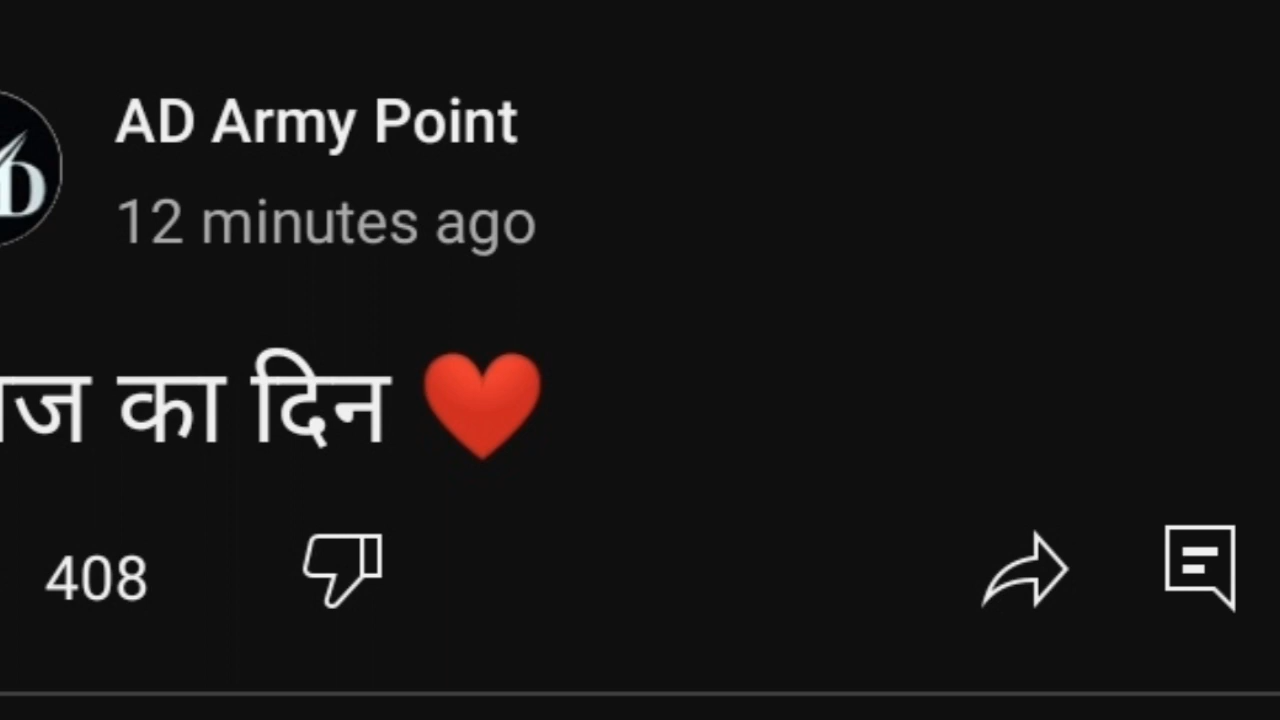 D
AD Army Point
12 minutes ago
का दिन ❤️
408